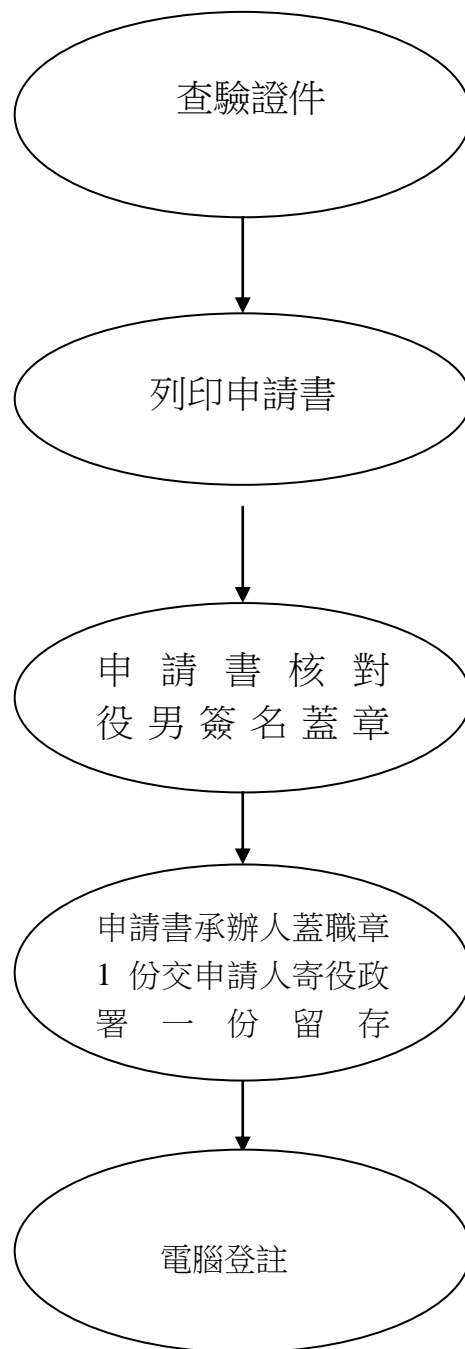 查驗證件
列印申請書
申請書核對
役男簽名蓋章
申請書承辦人蓋職章
1 份交申請人寄役政
署一份留存
電腦登註